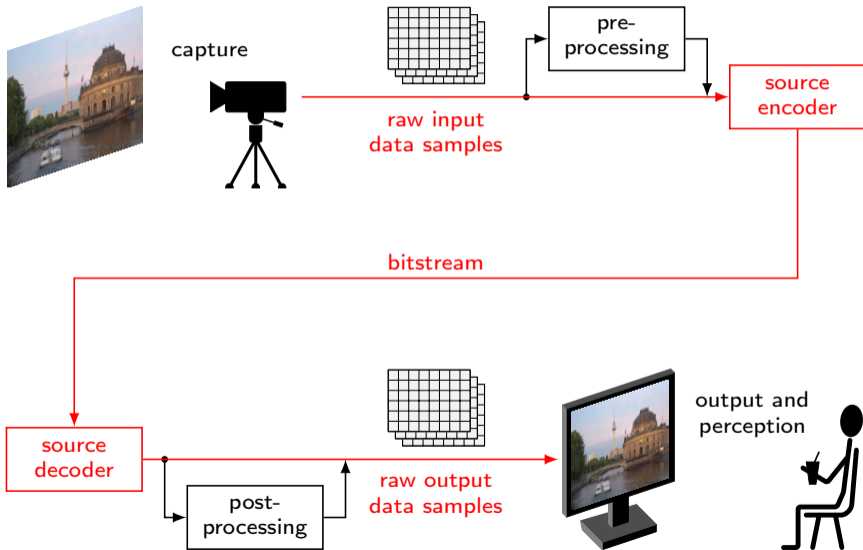 capture
pre-
processing
source
encoder
raw input
data samples
bitstream
source
decoder
post-
processing
raw output
data samples
output and
perception